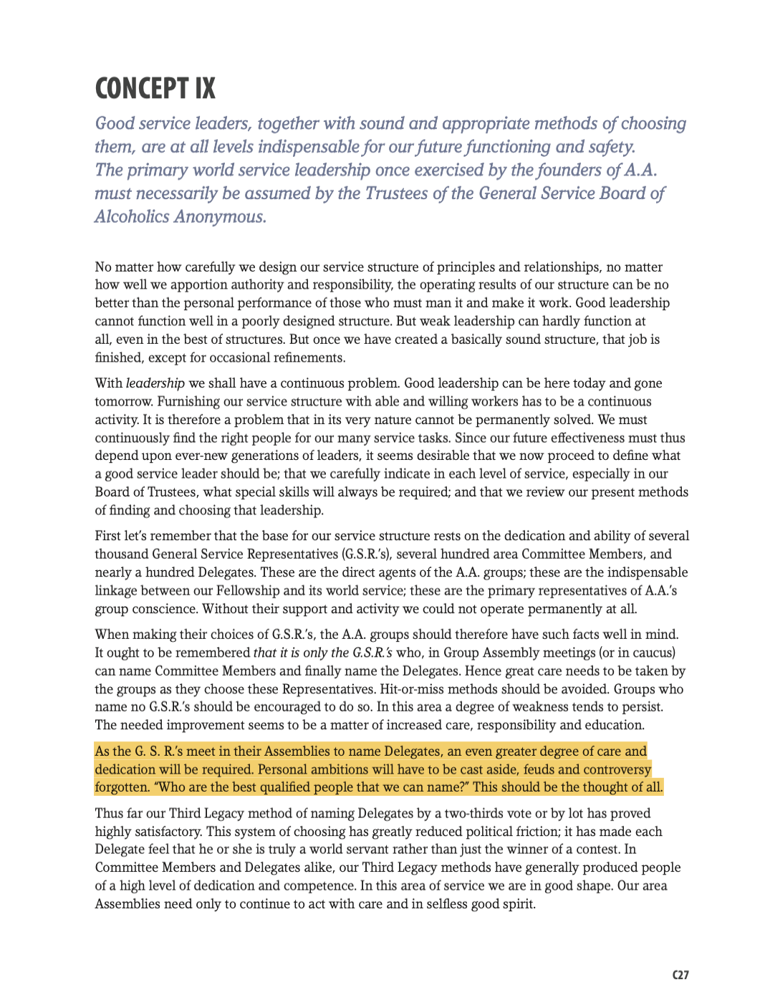 CONCEPT IX
Good service leaders, together with sound and appropriate methods of choosing
them, are at all levels indispensable for our future functioning and safety.
The primary world service leadership once exercised by the founders of A.A.
must necessarily be assumed by the Trustees of the General Service Board of
Alcoholics Anonymous.
No matter how carefully we design our service structure of principles and relationships, no matter
how well we apportion authority and responsibility, the operating results of our structure can be no
better than the personal performance of those who must man it and make it work. Good leadership
cannot function well in a poorly designed structure. But weak leadership can hardly function at
all, even in the best of structures. But once we have created a basically sound structure, that job is
finished, except for occasional refinements.
With leadership we shall have a continuous problem. Good leadership can be here today and gone
tomorrow. Furnishing our service structure with able and willing workers has to be a continuous
activity. It is therefore a problem that in its very nature cannot be permanently solved. We must
continuously find the right people for our many service tasks. Since our future effectiveness must thus
depend upon ever-new generations of leaders, it seems desirable that we now proceed to define what
a good service leader should be; that we carefully indicate in each level of service, especially in our
Board of Trustees, what special skills will always be required; and that we review our present methods
of finding and choosing that leadership.
First let's remember that the base for our service structure rests on the dedication and ability of several
thousand General Service Representatives (G.S.R.'s), several hundred area Committee Members, and
nearly a hundred Delegates. These are the direct agents of the A.A. groups; these are the indispensable
linkage between our Fellowship and its world service; these are the primary representatives of A.A.'s
group conscience. Without their support and activity we could not operate permanently at all.
When making their choices of G.S.R.'s, the A.A. groups should therefore have such facts well in mind.
It ought to be remembered that it is only the G.S.R.'s who, in Group Assembly meetings (or in caucus)
can name Committee Members and finally name the Delegates. Hence great care needs to be taken by
the groups as they choose these Representatives. Hit-or-miss methods should be avoided. Groups who
name no G.S.R.'s should be encouraged to do so. In this area a degree of weakness tends to persist.
The needed improvement seems to be a matter of increased care, responsibility and education.
As the G. S. R.'s meet in their Assemblies to name Delegates, an even greater degree of care and
dedication will be required. Personal ambitions will have to be cast aside, feuds and controversy
forgotten. “Who are the best qualified people that we can name?” This should be the thought of all.
Thus far our Third Legacy method of naming Delegates by a two-thirds vote or by lot has proved
highly satisfactory. This system of choosing has greatly reduced political friction; it has made each
Delegate feel that he or she is truly a world servant rather than just the winner of a contest. In
Committee Members and Delegates alike, our Third Legacy methods have generally produced people
of a high level of dedication and competence. In this area of service we are in good shape. Our area
Assemblies need only to continue to act with care and in selfless good spirit.
C27